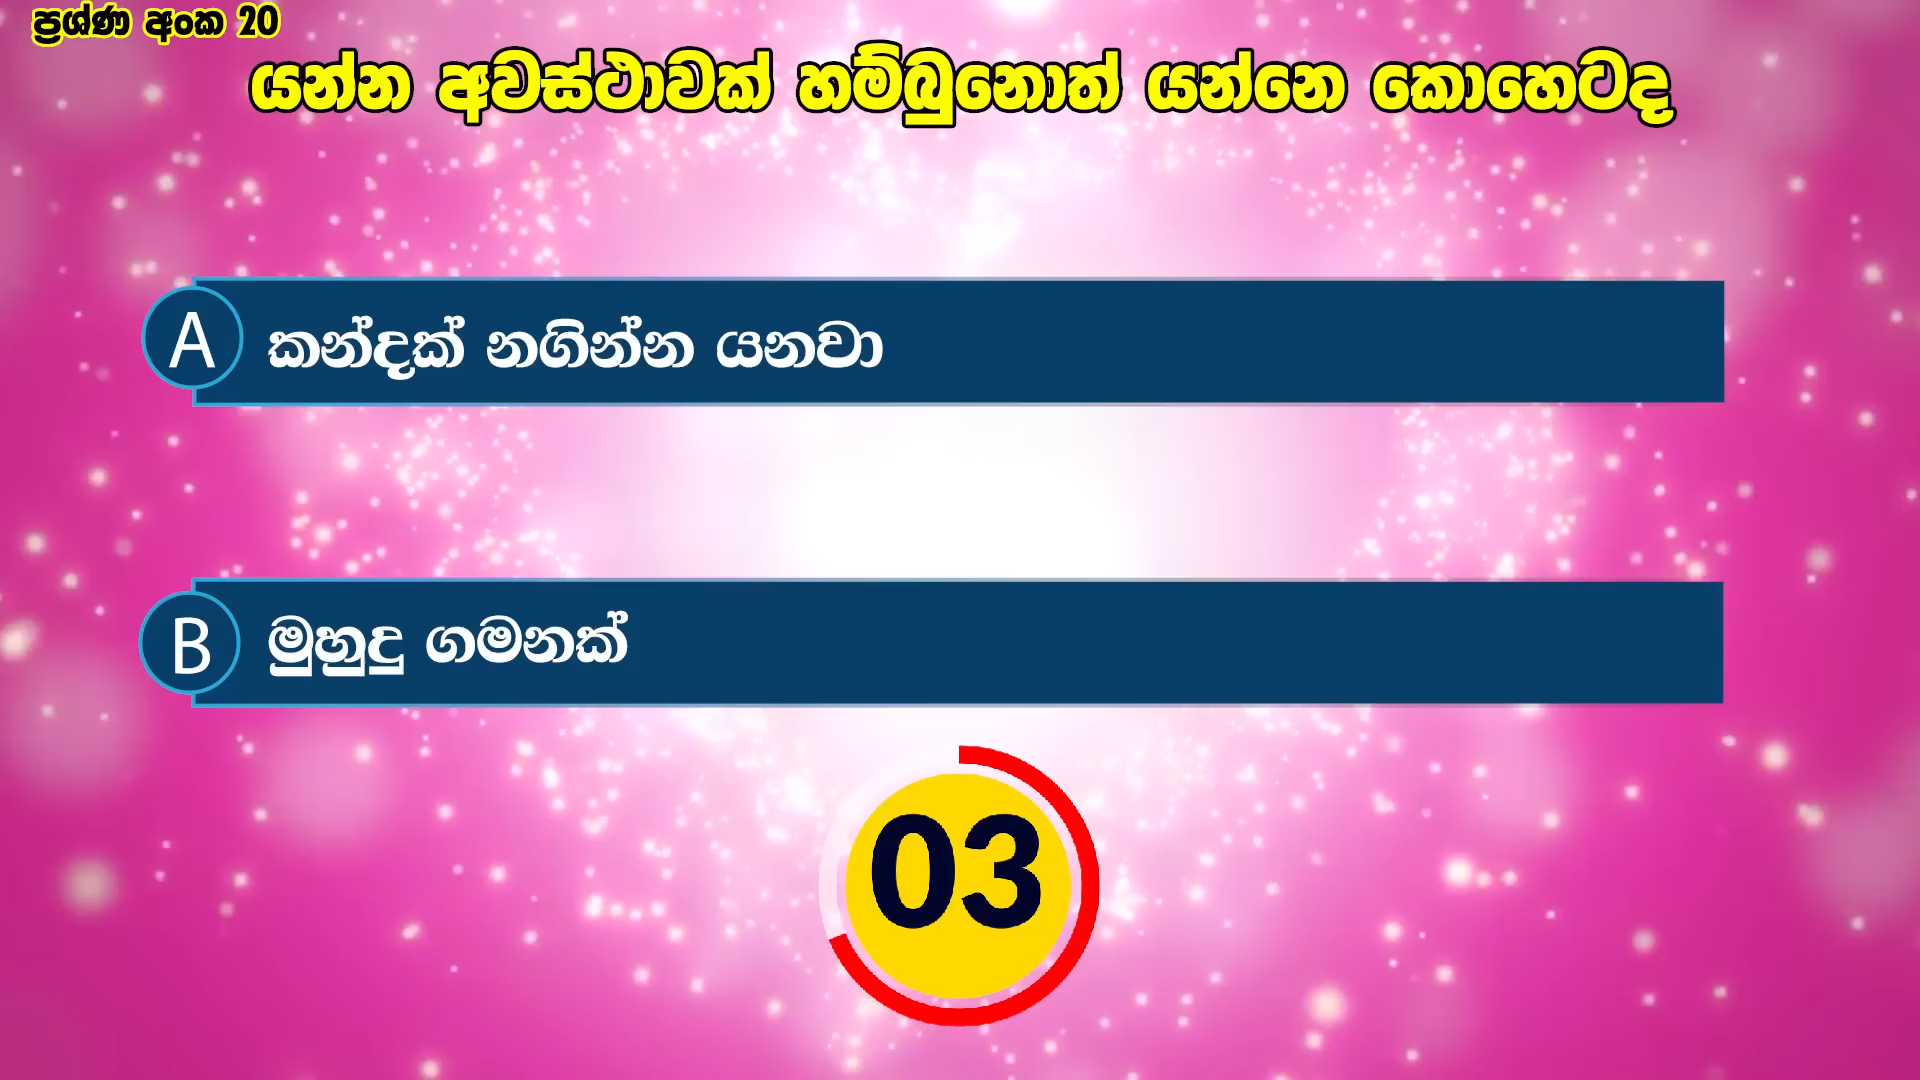 ප්‍රශ්ණ අංක 20
යන්න අවස්ථාවක් හම්බුනොත් යන්නෙ කොහෙටද
A කන්දක් නගින්න යනවා
B මුහුදු ගමනක්
03